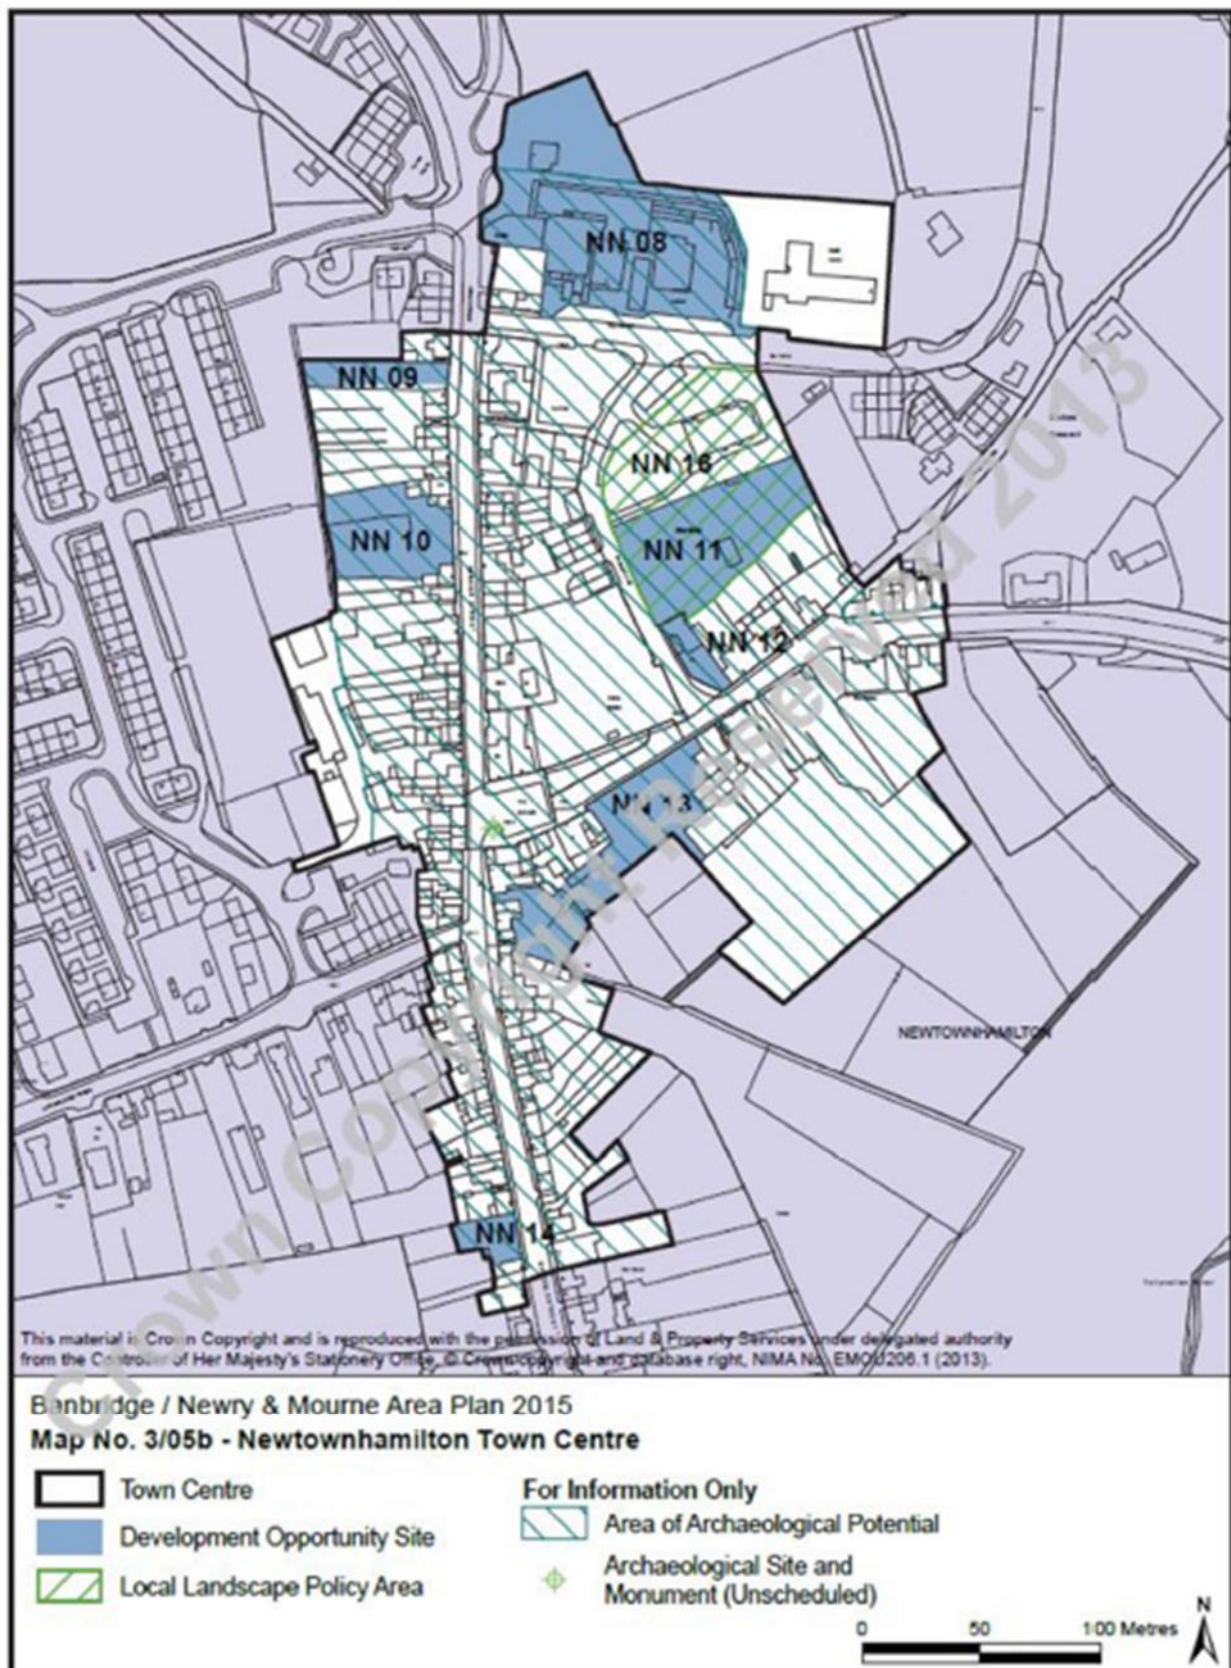 NN 08
NN 09
NN 16
NN 10
NN 11
NN 12
NN 13
NEWTOWNHAMILTON
NN 14
Crown Copyright Reserved 2013
This material is Crown Copyright and is reproduced with the permission of Land & Property Services under delegated authority
from the Controller of Her Majesty's Stationery Office, © Crown copyright and database right, NIMA No. EMOU206.1 (2013).
Banbridge / Newry & Mourne Area Plan 2015
Map No. 3/05b - Newtownhamilton Town Centre
Town Centre
Development Opportunity Site
Local Landscape Policy Area
For Information Only
Area of Archaeological Potential
Archaeological Site and
Monument (Unscheduled)
0 50 100 Metres
N